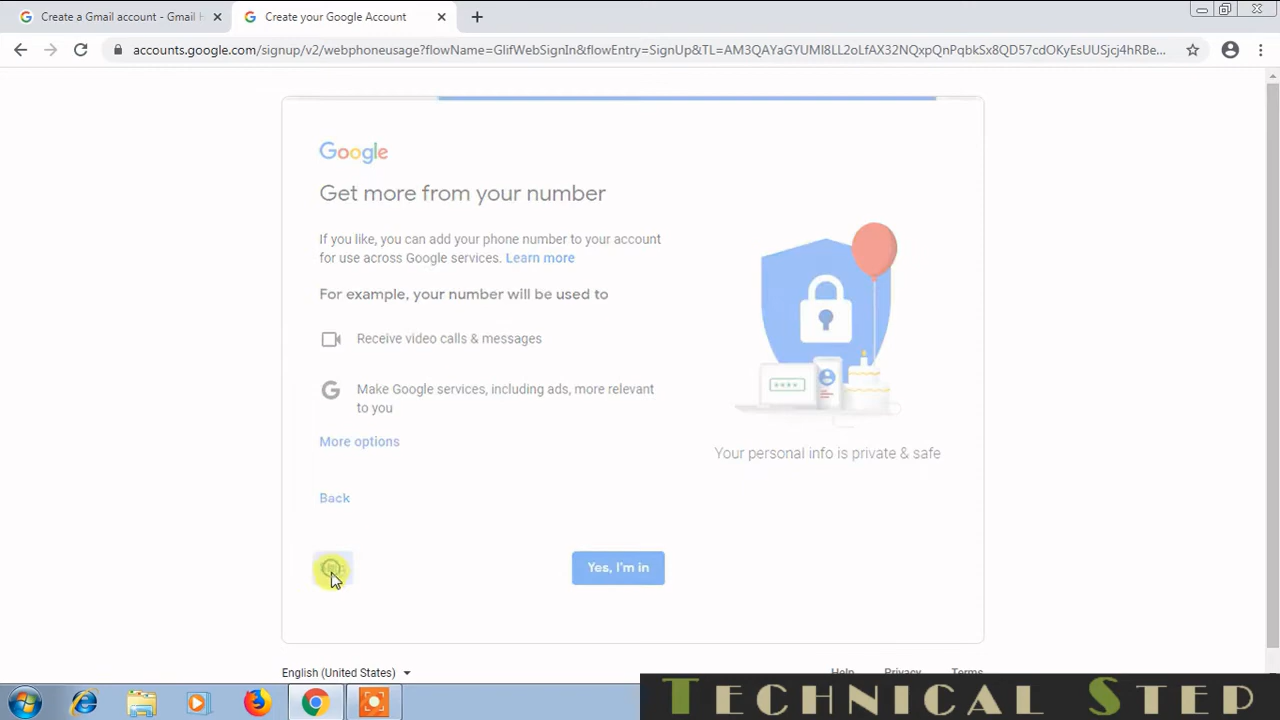 Create a Gmail account - Gmail H
Create your Google Account
accounts.google.com/signup/v2/webphoneusage?flowName=GlifWebSignIn&flowEntry=SignUp&TL=AM3QAYaGYUMI8LL2oLfAX32NQxpQnPqbkSx8QD57cdOKyEsUUSjcj4hRBe...
Google
Get more from your number
If you like, you can add your phone number to your account
for use across Google services. Learn more
For example, your number will be used to
Receive video calls & messages
Make Google services, including ads, more relevant
to you
More options
Your personal info is private & safe
Back
Yes, I'm in
English (United States)
Help Privacy Terms
TECHNICAL STEP